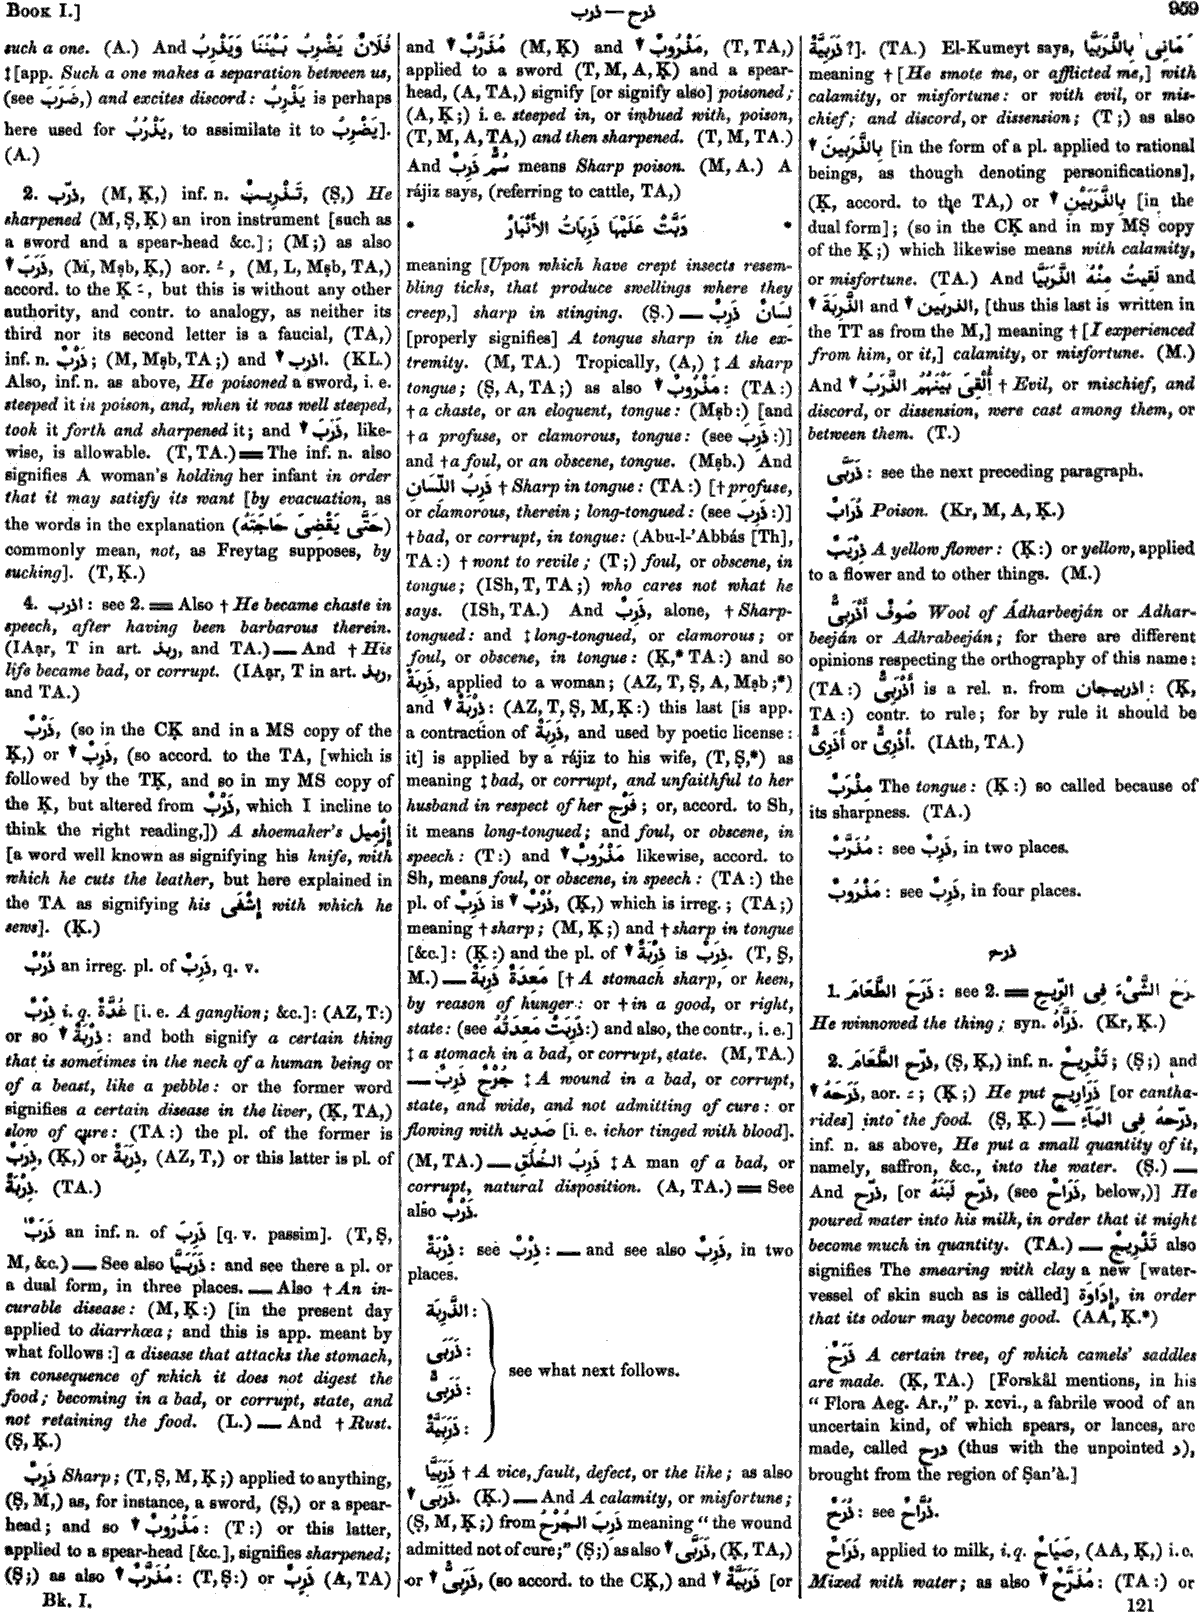 Book I.]
ذرب — ذرح
959
such a one. (A.) And فُلَانٌ يَضْرِبُ بَيْنَنَا وَيَذْرِبُ
‡[app. Such a one makes a separation between us,
(see ضَرَبَ,) and excites discord: يَذْرِبُ is perhaps
here used for يَذْرُبُ, to assimilate it to يَضْرِبُ].
(A.)
2. ذرّب, (M, Ḳ,) inf. n. تَذْرِيبٌ, (Ṣ,) He
sharpened (M, Ṣ, Ḳ) an iron instrument [such as
a sword and a spear-head &c.]; (M;) as also
▼ ذَرَبَ, (M, Mṣb, Ḳ,) aor. ـُ, (M, L, Mṣb, TA,)
accord. to the Ḳ ـَ, but this is without any other
authority, and contr. to analogy, as neither its
third nor its second letter is a faucial, (TA,)
inf. n. ذَرْبٌ; (M, Mṣb, TA;) and ▼ اذرب. (KL.)
Also, inf. n. as above, He poisoned a sword, i. e.
steeped it in poison, and, when it was well steeped,
took it forth and sharpened it; and ▼ ذَرَبَ, like-
wise, is allowable. (T, TA.) ═ The inf. n. also
signifies A woman's holding her infant in order
that it may satisfy its want [by evacuation, as
the words in the explanation (حَتَّى يَقْضِىَ حَاجَتَهُ)
commonly mean, not, as Freytag supposes, by
sucking]. (T, Ḳ.)
4. اذرب: see 2. ═ Also † He became chaste in
speech, after having been barbarous therein.
(IAạr, T in art. ربذ, and TA.) — And † His
life became bad, or corrupt. (IAạr, T in art. ربذ,
and TA.)
ذَرْبٌ, (so in the CḲ and in a MS copy of the
Ḳ,) or ▼ ذَرِبٌ, (so accord. to the TA, [which is
followed by the TḲ, and so in my MS copy of
the Ḳ, but altered from ذَرْبٌ, which I incline to
think the right reading,]) A shoemaker's إِزْمِيل
[a word well known as signifying his knife, with
which he cuts the leather, but here explained in
the TA as signifying his إِشْفَى with which he
sews]. (Ḳ.)
ذُرْبٌ an irreg. pl. of ذَرِبٌ, q. v.
ذِرْبٌ i. q. غُدَّةٌ [i. e. A ganglion; &c.]: (AZ, T:)
or so ▼ ذِرْبَةٌ: and both signify a certain thing
that is sometimes in the neck of a human being or
of a beast, like a pebble: or the former word
signifies a certain disease in the liver, (Ḳ, TA,)
slow of cure: (TA:) the pl. of the former is
ذِرَبٌ, (Ḳ,) or ذِرَبَةٌ, (AZ, T,) or this latter is pl. of
ذِرْبَةٌ. (TA.)
ذَرَبٌ an inf. n. of ذَرِبَ [q. v. passim]. (T, Ṣ,
M, &c.) — See also ذَرَبَيَّا: and see there a pl. or
a dual form, in three places. — Also † An in-
curable disease: (M, Ḳ:) [in the present day
applied to diarrhœa; and this is app. meant by
what follows:] a disease that attacks the stomach,
in consequence of which it does not digest the
food; becoming in a bad, or corrupt, state, and
not retaining the food. (L.) — And † Rust.
(Ṣ, Ḳ.)
ذَرِبٌ Sharp; (T, Ṣ, M, Ḳ;) applied to anything,
(Ṣ, M,) as, for instance, a sword, (Ṣ,) or a spear-
head; and so ▼ مَذْرُوبٌ: (T:) or this latter,
applied to a spear-head [&c.], signifies sharpened;
(Ṣ;) as also ▼ مُذَرَّبٌ: (T, Ṣ:) or ذَرِبٌ (A, TA)
Bk. I.
and ▼ مُذَرَّبٌ (M, Ḳ) and ▼ مَذْرُوبٌ, (T, TA,)
applied to a sword (T, M, A, Ḳ) and a spear-
head, (A, TA,) signify [or signify also] poisoned;
(A, Ḳ;) i. e. steeped in, or imbued with, poison,
(T, M, A, TA,) and then sharpened. (T, M, TA.)
And سُمٌّ ذَرِبٌ means Sharp poison. (M, A.) A
rájiz says, (referring to cattle, TA,)
* دَبَّتْ عَلَيْهَا ذَرِبَاتُ الأَنْبَارْ *
meaning [Upon which have crept insects resem-
bling ticks, that produce swellings where they
creep,] sharp in stinging. (Ṣ.) — لِسَانٌ ذَرِبٌ
[properly signifies] A tongue sharp in the ex-
tremity. (M, TA.) Tropically, (A,) ‡ A sharp
tongue; (Ṣ, A, TA;) as also ▼ مَذْرُوبٌ: (TA:)
† a chaste, or an eloquent, tongue: (Mṣb:) [and
† a profuse, or clamorous, tongue: (see ذَرِبَ:)]
and † a foul, or an obscene, tongue. (Mṣb.) And
ذَرِبُ اللِّسَانِ † Sharp in tongue: (TA:) [† profuse,
or clamorous, therein; long-tongued: (see ذَرِبَ:)]
† bad, or corrupt, in tongue: (Abu-l-'Abbás [Th],
TA:) † wont to revile; (T;) foul, or obscene, in
tongue; (ISh, T, TA;) who cares not what he
says. (ISh, TA.) And ذَرِبٌ, alone, † Sharp-
tongued: and ‡ long-tongued, or clamorous; or
foul, or obscene, in tongue: (Ḳ,* TA:) and so
ذَرِبَةٌ, applied to a woman; (AZ, T, Ṣ, A, Mṣb;*)
and ▼ ذِرْبَةٌ: (AZ, T, Ṣ, M, Ḳ:) this last [is app.
a contraction of ذَرِبَةٌ, and used by poetic license:
it] is applied by a rájiz to his wife, (T, Ṣ,*) as
meaning ‡ bad, or corrupt, and unfaithful to her
husband in respect of her فَرْج; or, accord. to Sh,
it means long-tongued; and foul, or obscene, in
speech: (T:) and ▼ مَذْرُوبٌ likewise, accord. to
Sh, means foul, or obscene, in speech: (TA:) the
pl. of ذَرِبٌ is ▼ ذُرْبٌ, (Ḳ,) which is irreg.; (TA;)
meaning † sharp; (M, Ḳ;) and † sharp in tongue
[&c.]: (Ḳ:) and the pl. of ▼ ذِرْبَةٌ is ذِرَبٌ. (T, Ṣ,
M.) — مَعِدَةٌ ذَرِبَةٌ [† A stomach sharp, or keen,
by reason of hunger: or † in a good, or right,
state: (see ذَرِبَتْ مَعِدَتُهُ:) and also, the contr., i. e.]
‡ a stomach in a bad, or corrupt, state. (M, TA.)
— جُرْحٌ ذَرِبٌ ‡ A wound in a bad, or corrupt,
state, and wide, and not admitting of cure: or
flowing with صَدِيد [i. e. ichor tinged with blood].
(M, TA.) — ذَرِبُ الخُلُقِ ‡ A man of a bad, or
corrupt, natural disposition. (A, TA.) ═ See
also ذَرْبٌ.
ذِرْبَةٌ: see ذِرْبٌ: — and see also ذَرِبٌ, in two
places.
الذَّرِبَة:
ذَرَبَى:
ذَرَبَّى:
ذَرَبِيَّةٌ:
see what next follows.
ذَرَبَيَّا † A vice, fault, defect, or the like; as also
▼ ذَرَبَى. (Ḳ.) — And A calamity, or misfortune;
(Ṣ, M, Ḳ;) from ذَرِبَ الجُرْحُ meaning "the wound
admitted not of cure;" (Ṣ;) as also ▼ ذَرَبَّى, (Ḳ, TA,)
or ▼ ذَرَبِىّ, (so accord. to the CḲ,) and ▼ ذَرَبِيَّةٌ [or
ذَرَبِيَّةٌ?]. (TA.) El-Kumeyt says, رَمَانِى بِالذَّرَبَيَّا
meaning † [He smote me, or afflicted me,] with
calamity, or misfortune: or with evil, or mis-
chief; and discord, or dissension; (T;) as also
▼ بِالذَّرَبِينَ [in the form of a pl. applied to rational
beings, as though denoting personifications],
(Ḳ, accord. to the TA,) or ▼ بِالذَّرَبَيْنِ [in the
dual form]; (so in the CḲ and in my MṢ copy
of the Ḳ;) which likewise means with calamity,
or misfortune. (TA.) And لَقِيتُ مِنْهُ الذَّرَبَيَّا and
▼ الذَّرِبَةَ and ▼ الذربين, [thus this last is written in
the TT as from the M,] meaning † [I experienced
from him, or it,] calamity, or misfortune. (M.)
And ▼ أَلْقَى بَيْنَهُمُ الذَّرَبَ † Evil, or mischief, and
discord, or dissension, were cast among them, or
between them. (T.)
ذَرَبَّى: see the next preceding paragraph.
ذُرَابٌ Poison. (Kr, M, A, Ḳ.)
ذَرْيَبٌ A yellow flower: (Ḳ:) or yellow, applied
to a flower and to other things. (M.)
صُوفٌ أَذْرَبِىٌّ Wool of Ádharbeeján or Adhar-
beeján or Adhrabeeján; for there are different
opinions respecting the orthography of this name:
(TA:) أَذْرَبِىٌّ is a rel. n. from اذربيجان: (Ḳ,
TA:) contr. to rule; for by rule it should be
أَذَرِىٌّ or أَذْرِىٌّ. (IAth, TA.)
مِذْرَبٌ The tongue: (Ḳ:) so called because of
its sharpness. (TA.)
مُذَرَّبٌ: see ذَرِبٌ, in two places.
مَذْرُوبٌ: see ذَرِبٌ, in four places.
ذرح
1. ذَرَحَ الطَّعَامَ: see 2. ═ ذَرَحَ الشَّىْءَ فِى الرِّيحِ
He winnowed the thing; syn. ذَرَّاهُ. (Kr, Ḳ.)
2. ذرّح الطَّعَامَ, (Ṣ, Ḳ,) inf. n. تَذْرِيحٌ; (Ṣ;) and
▼ ذَرَحَهُ, aor. ـَ; (Ḳ;) He put ذَرَارِيح [or cantha-
rides] into the food. (Ṣ, Ḳ.) — ذرّحهُ فِى المَآءِ,
inf. n. as above, He put a small quantity of it,
namely, saffron, &c., into the water. (Ṣ.) —
And ذرّح, [or ذرّح لَبَنَهُ, (see ذُرَاحٌ, below,)] He
poured water into his milk, in order that it might
become much in quantity. (TA.) — تَذْرِيحٌ also
signifies The smearing with clay a new [water-
vessel of skin such as is called] إِدَاوَة, in order
that its odour may become good. (AA, Ḳ.*)
ذَرَحٌ A certain tree, of which camels' saddles
are made. (Ḳ, TA.) [Forskål mentions, in his
"Flora Aeg. Ar.," p. xcvi., a fabrile wood of an
uncertain kind, of which spears, or lances, are
made, called درح (thus with the unpointed د),
brought from the region of Ṣan'à.]
ذُرَحٌ: see ذُرَّاحٌ.
ذَرَاحٌ, applied to milk, i. q. ضَيَاحٌ, (AA, Ḳ,) i. e.
Mixed with water; as also ▼ مُذَرَّحٌ: (TA:) or
121